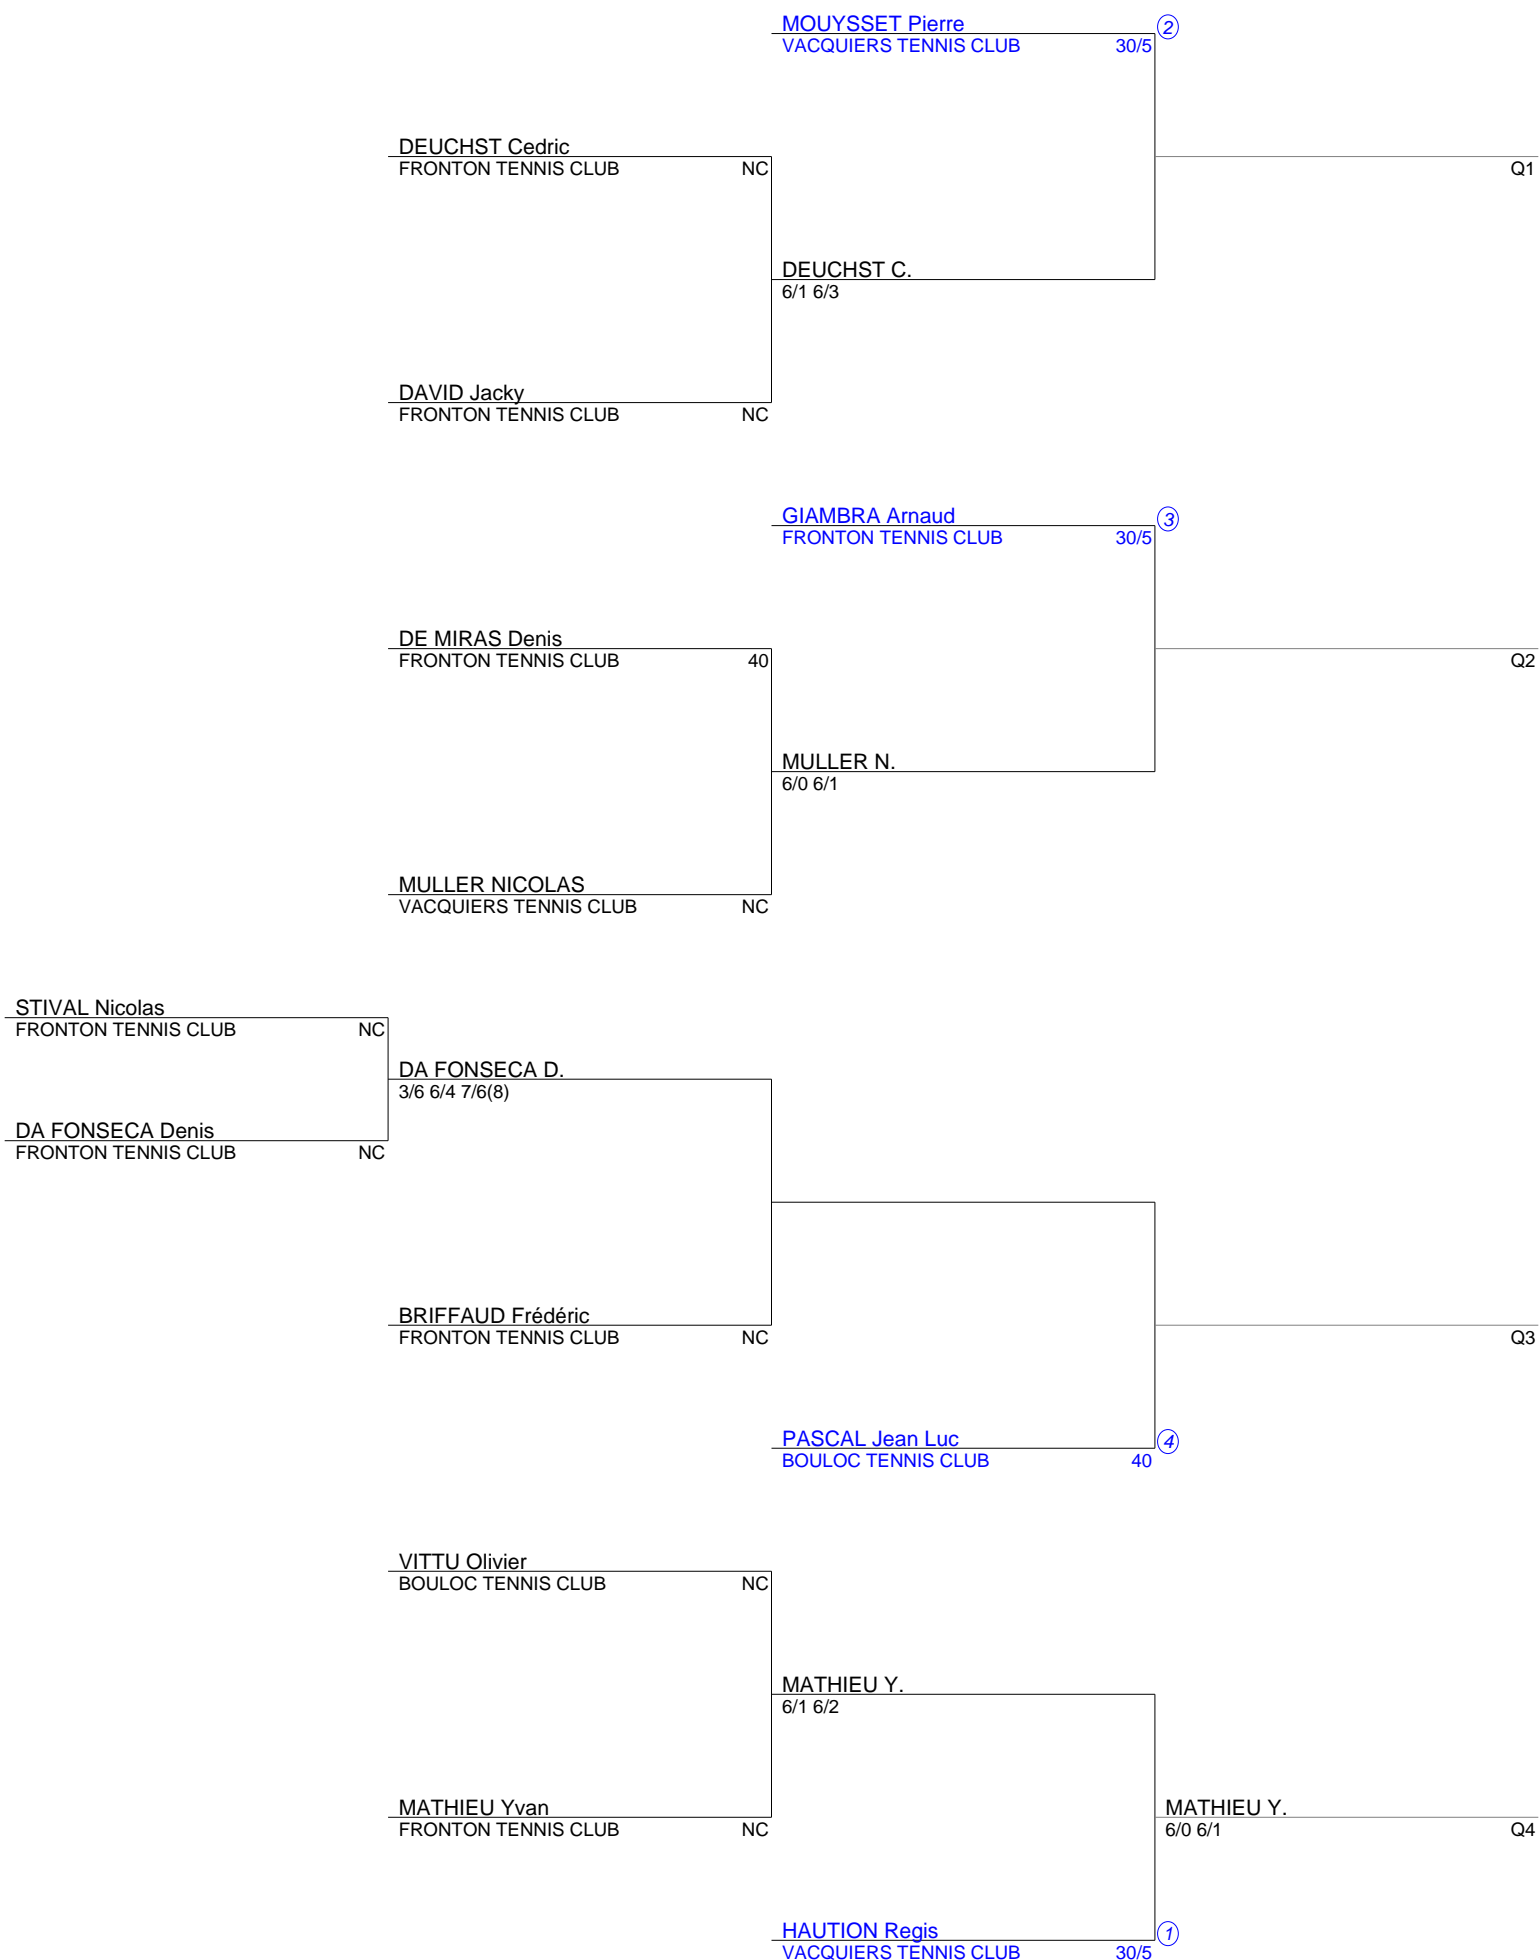 MOUYSSET Pierre ②
VACQUIERS TENNIS CLUB 30/5
DEUCHST Cedric
FRONTON TENNIS CLUB NC
Q1
DEUCHST C.
6/1 6/3
DAVID Jacky
FRONTON TENNIS CLUB NC
GIAMBRA Arnaud ③
FRONTON TENNIS CLUB 30/5
DE MIRAS Denis
FRONTON TENNIS CLUB 40
Q2
MULLER N.
6/0 6/1
MULLER NICOLAS
VACQUIERS TENNIS CLUB NC
STIVAL Nicolas
FRONTON TENNIS CLUB NC
DA FONSECA D.
3/6 6/4 7/6(8)
DA FONSECA Denis
FRONTON TENNIS CLUB NC
BRIFFAUD Frédéric
FRONTON TENNIS CLUB NC
Q3
PASCAL Jean Luc ④
BOULOC TENNIS CLUB 40
VITTU Olivier
BOULOC TENNIS CLUB NC
MATHIEU Y.
6/1 6/2
MATHIEU Yvan
FRONTON TENNIS CLUB NC
MATHIEU Y.
6/0 6/1 Q4
HAUTION Regis ①
VACQUIERS TENNIS CLUB 30/5